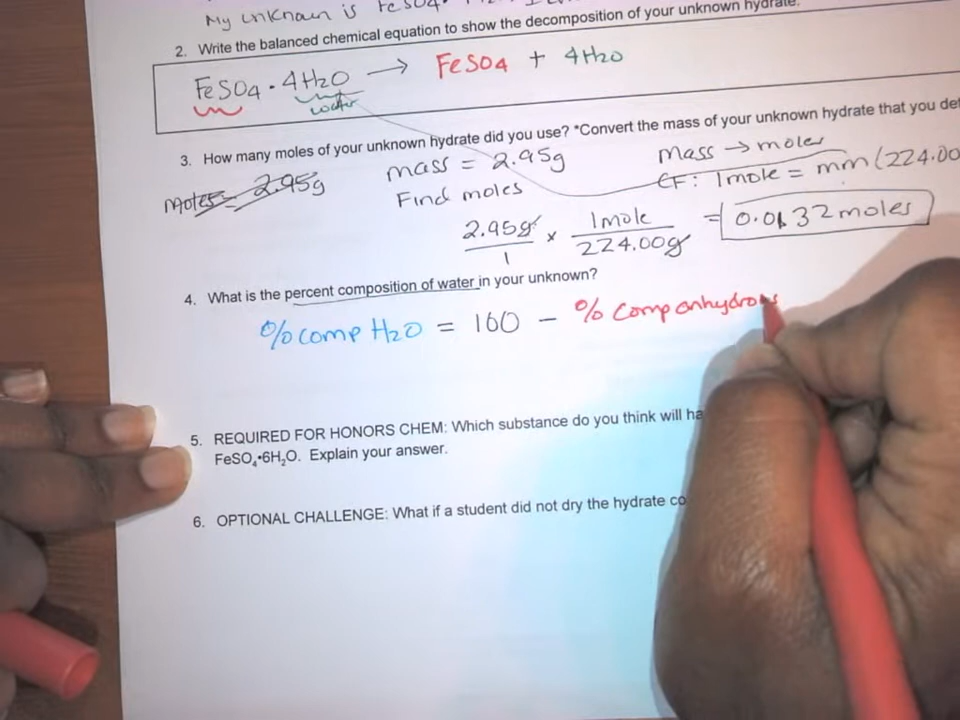 My unknown is FeSO4
2. Write the balanced chemical equation to show the decomposition of your unknown hydrate.
FeSO4 • 4H2O → FeSO4 + 4H2O
water
3. How many moles of your unknown hydrate did you use? *Convert the mass of your unknown hydrate that you det
moles = 2.95g
mass = 2.95g
Find moles
Mass → moles
CF: 1mole = mm (224.00
2.95g / 1 × 1mole / 224.00g = 0.0132 moles
4. What is the percent composition of water in your unknown?
% comp H2O = 100 − % comp anhydrous
5. REQUIRED FOR HONORS CHEM: Which substance do you think will ha
FeSO4•6H2O. Explain your answer.
6. OPTIONAL CHALLENGE: What if a student did not dry the hydrate co